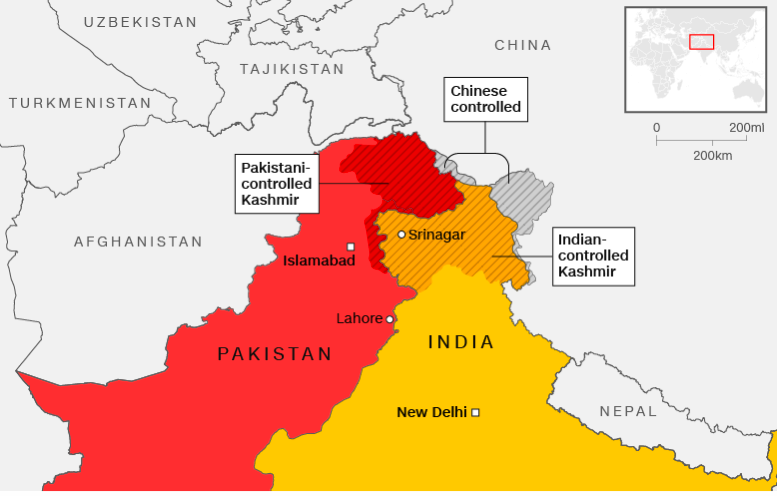 UZBEKISTAN
CHINA
TAJIKISTAN
TURKMENISTAN
Chinese
controlled
0
200ml
200km
Pakistani-
controlled
Kashmir
AFGHANISTAN
Srinagar
Indian-
controlled
Kashmir
Islamabad
Lahore
PAKISTAN
INDIA
New Delhi
NEPAL